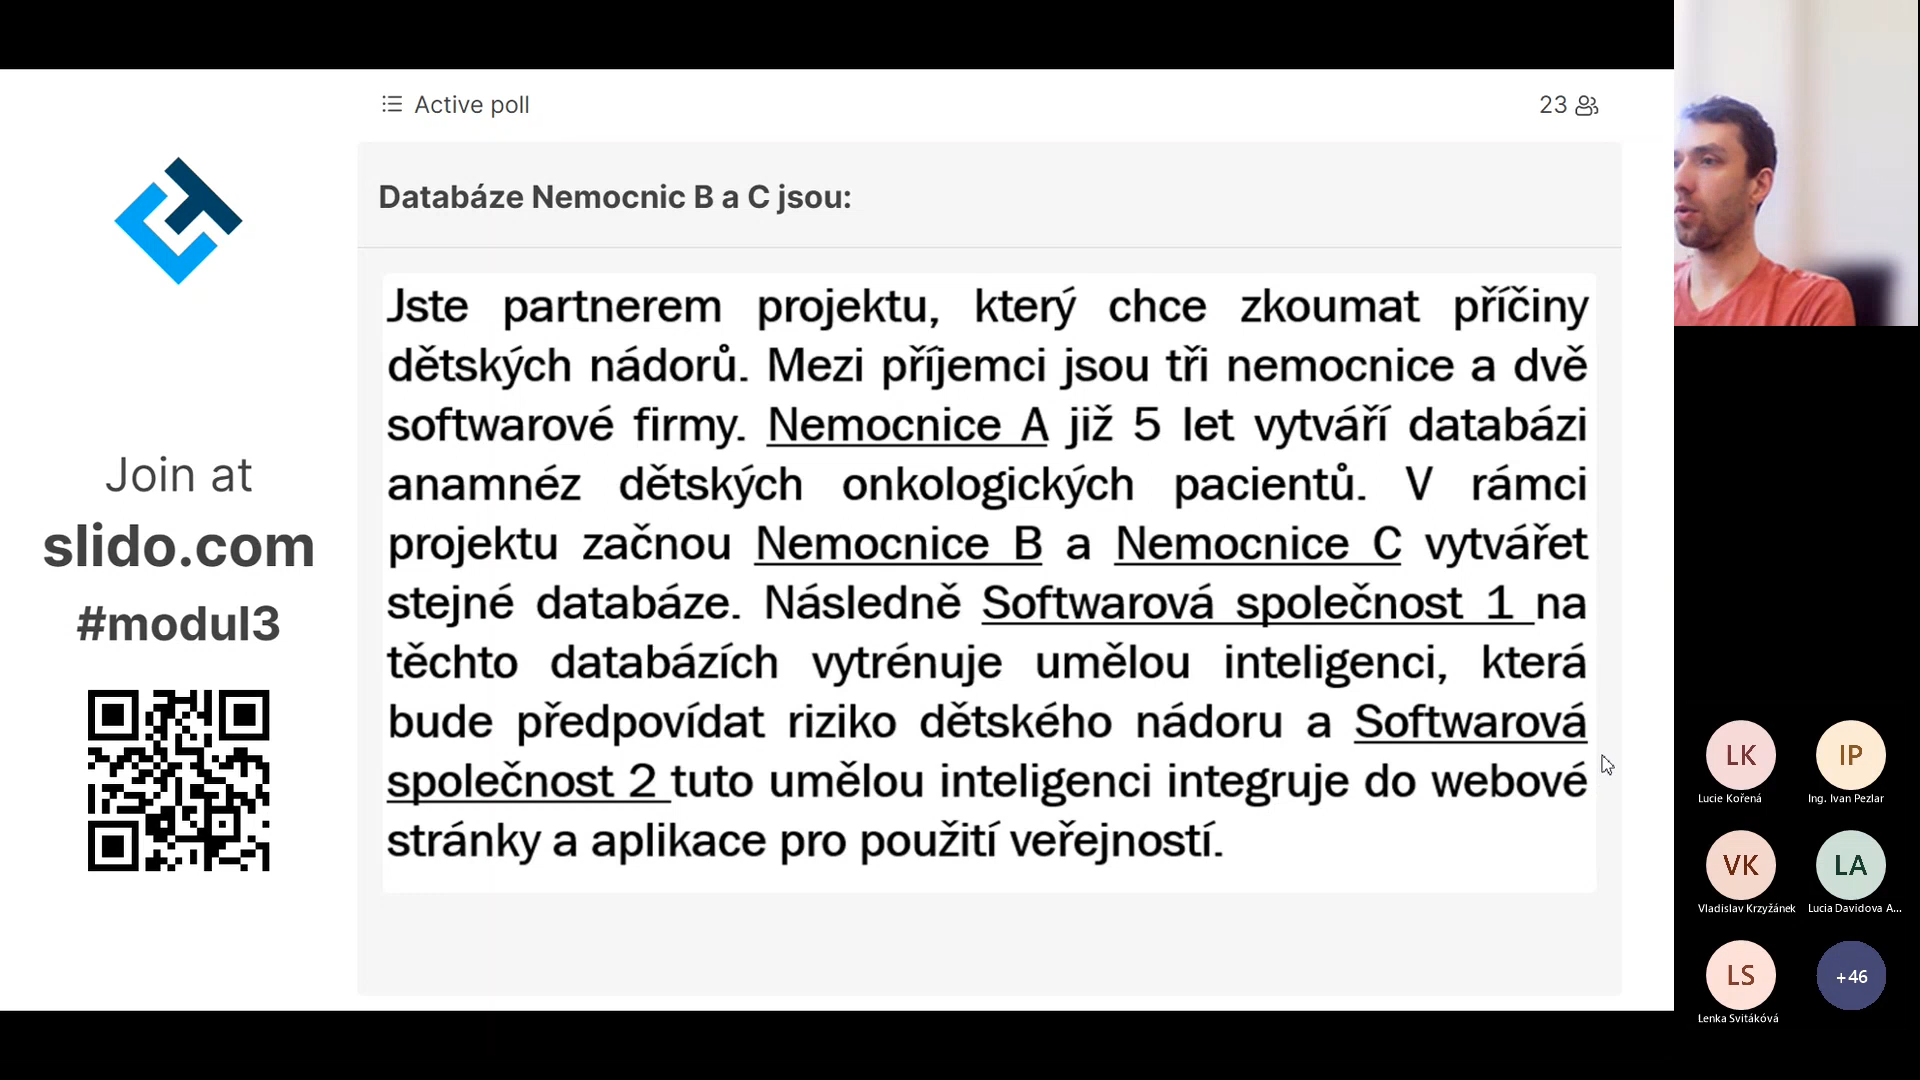 Active poll
23
Databáze Nemocnic B a C jsou:
Jste partnerem projektu, který chce zkoumat příčiny
dětských nádorů. Mezi příjemci jsou tři nemocnice a dvě
softwarové firmy. Nemocnice A již 5 let vytváří databázi
anamnéz dětských onkologických pacientů. V rámci
projektu začnou Nemocnice B a Nemocnice C vytvářet
stejné databáze. Následně Softwarová společnost 1 na
těchto databázích vytrénuje umělou inteligenci, která
bude předpovídat riziko dětského nádoru a Softwarová
společnost 2 tuto umělou inteligenci integruje do webové
stránky a aplikace pro použití veřejností.
Join at
slido.com
#modul3
LK
Lucie Kořená
IP
Ing. Ivan Pezlar
VK
Vladislav Krzyžánek
LA
Lucia Davidova A...
LS
Lenka Svitáková
+46